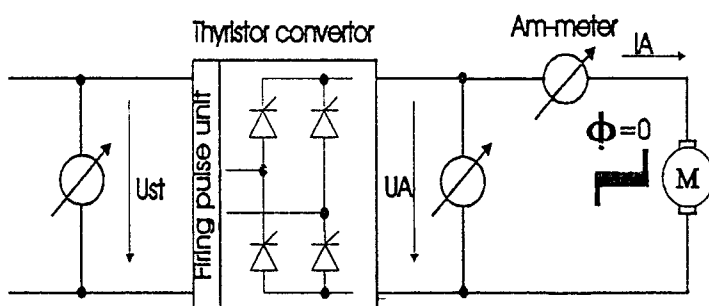 Thyristor convertor
Am-meter
IA
Firing pulse unit
Ust
UA
Φ=0
M